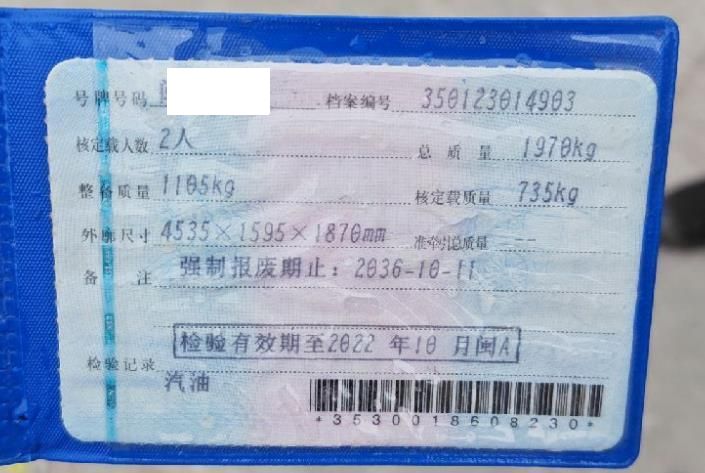 号牌号码 闽 档案编号 350123014903
核定载人数 2人 总质量 1970kg
整备质量 1105kg 核定载质量 735kg
外廓尺寸 4535×1595×1870mm 准牵引总质量 --
备注 强制报废期止：2036-10-11
检验记录 检验有效期至2022 年10 月闽A
汽油
*3530018608230*